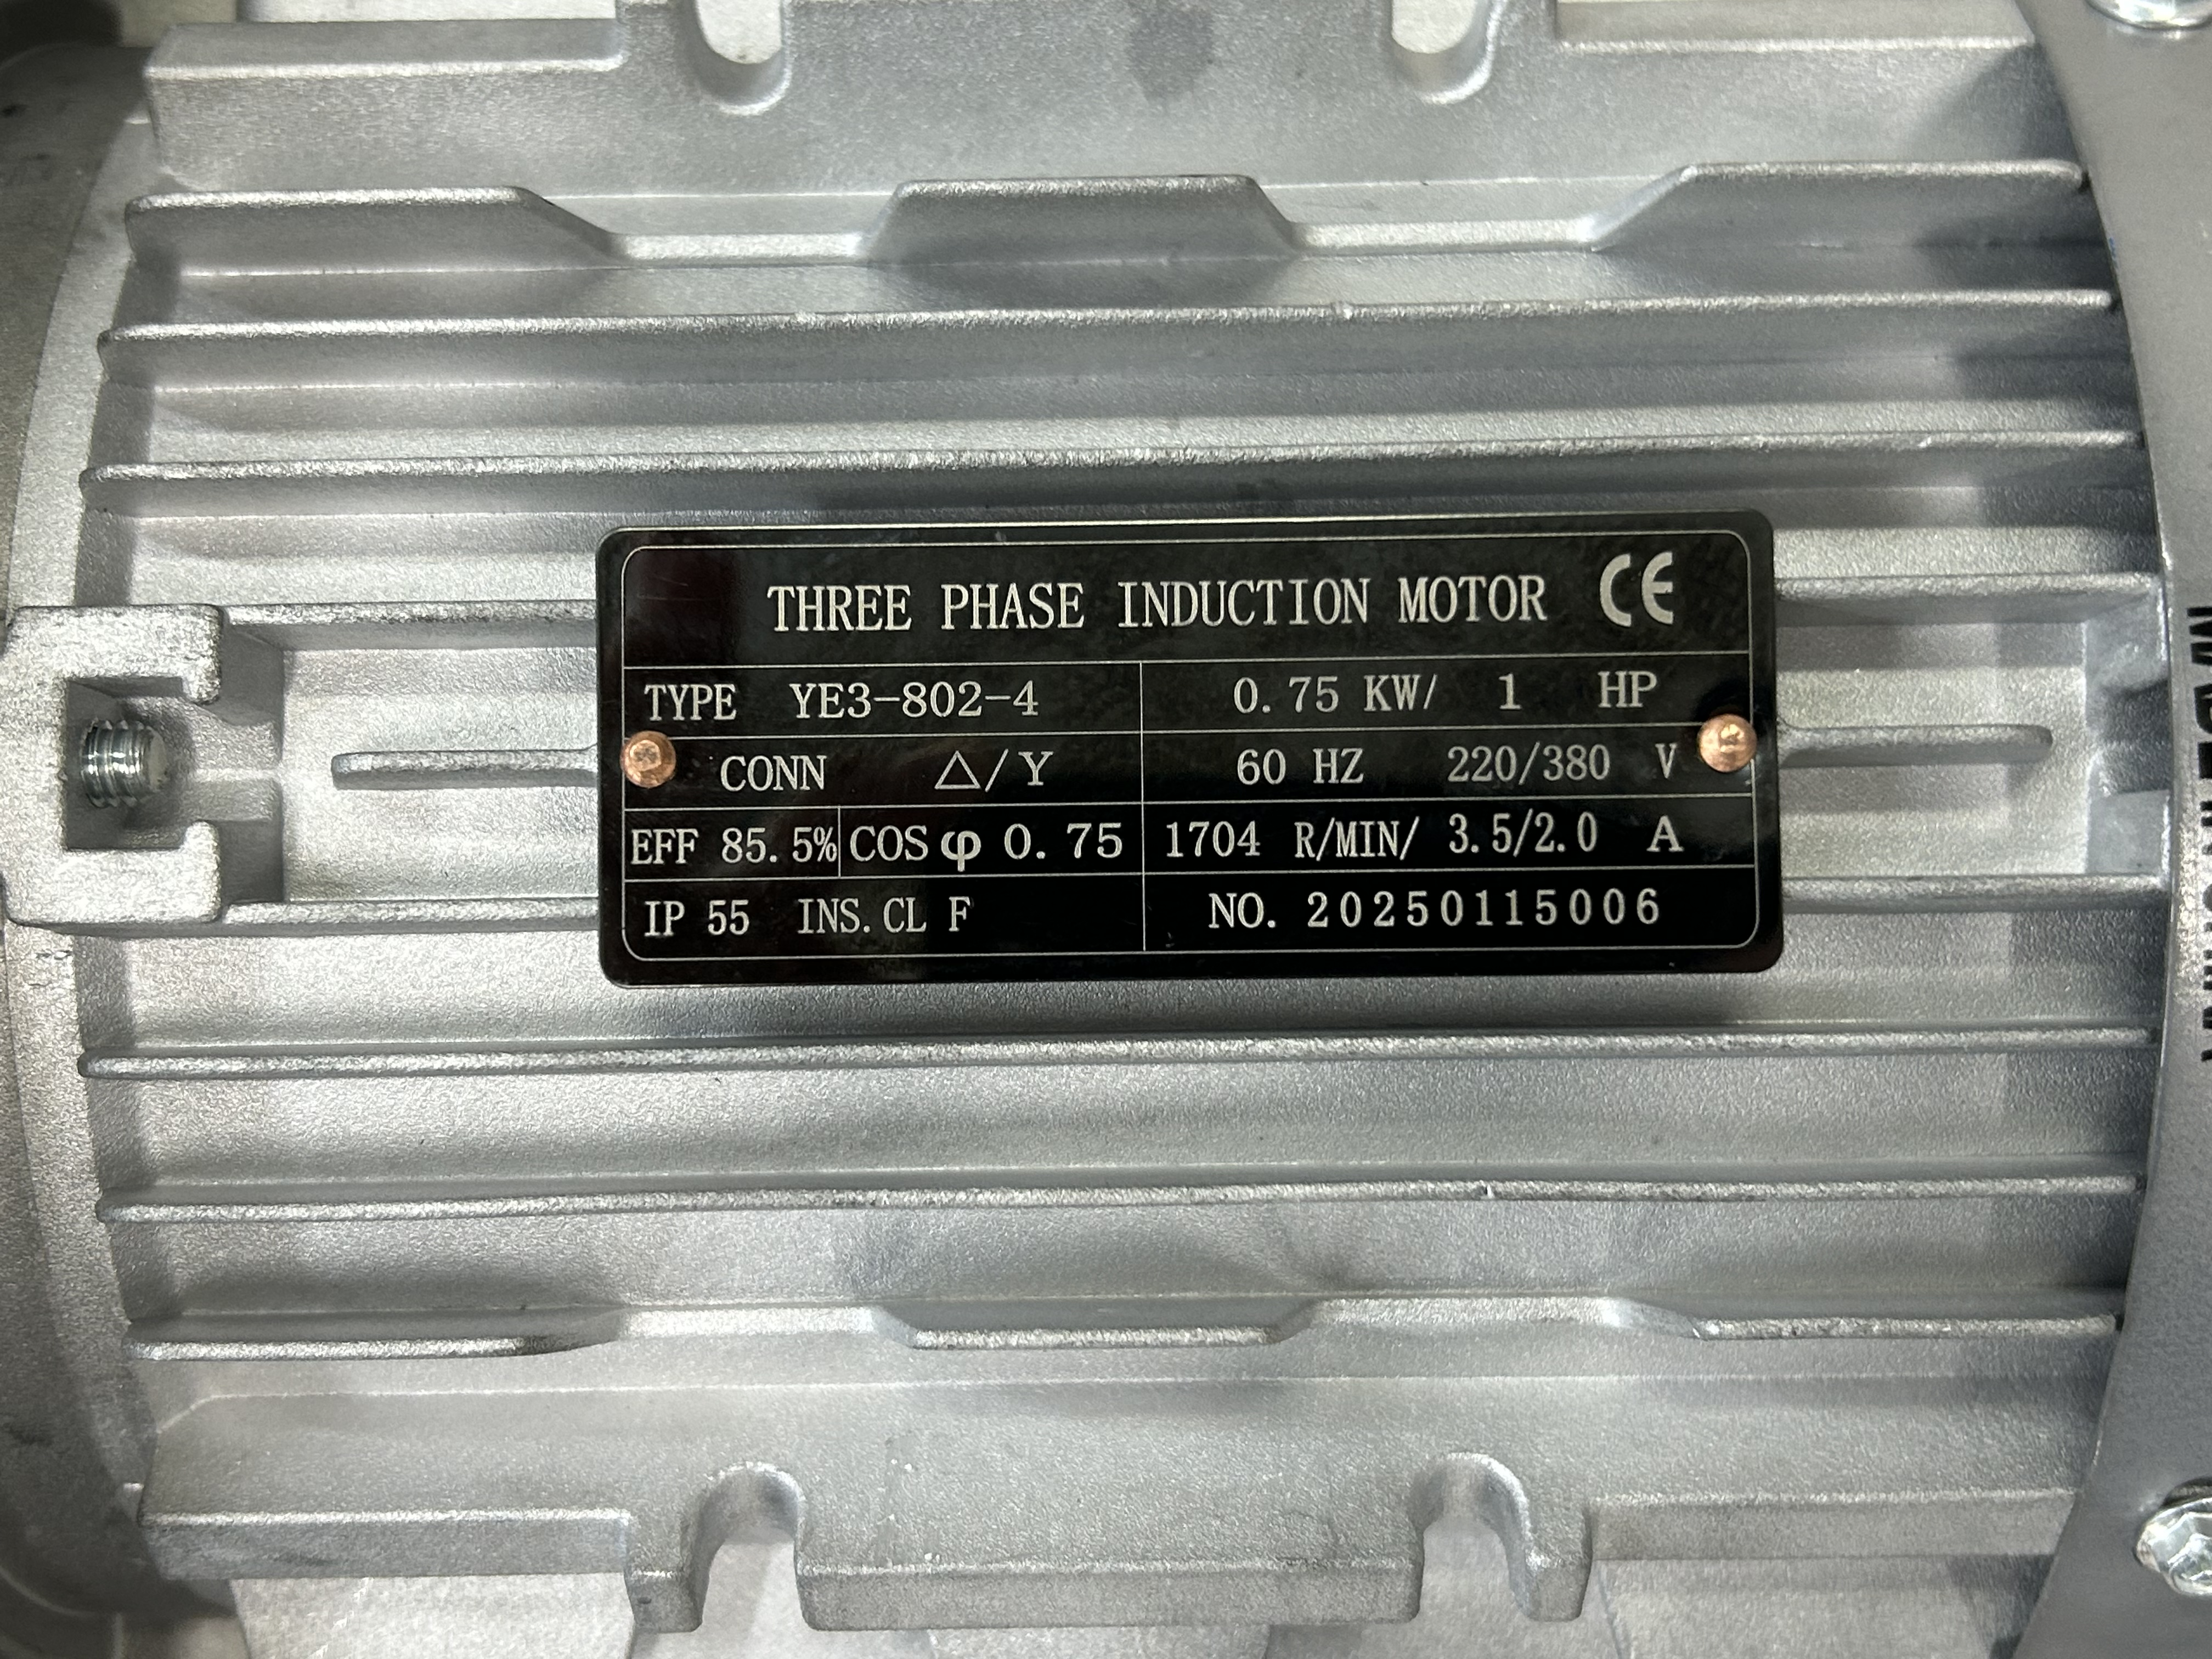 THREE PHASE INDUCTION MOTOR CE
TYPE YE3-802-4 0.75 KW/ 1 HP
CONN △/Y 60 HZ 220/380 V
EFF 85.5% COS φ 0.75 1704 R/MIN/ 3.5/2.0 A
IP 55 INS.CL F NO. 20250115006